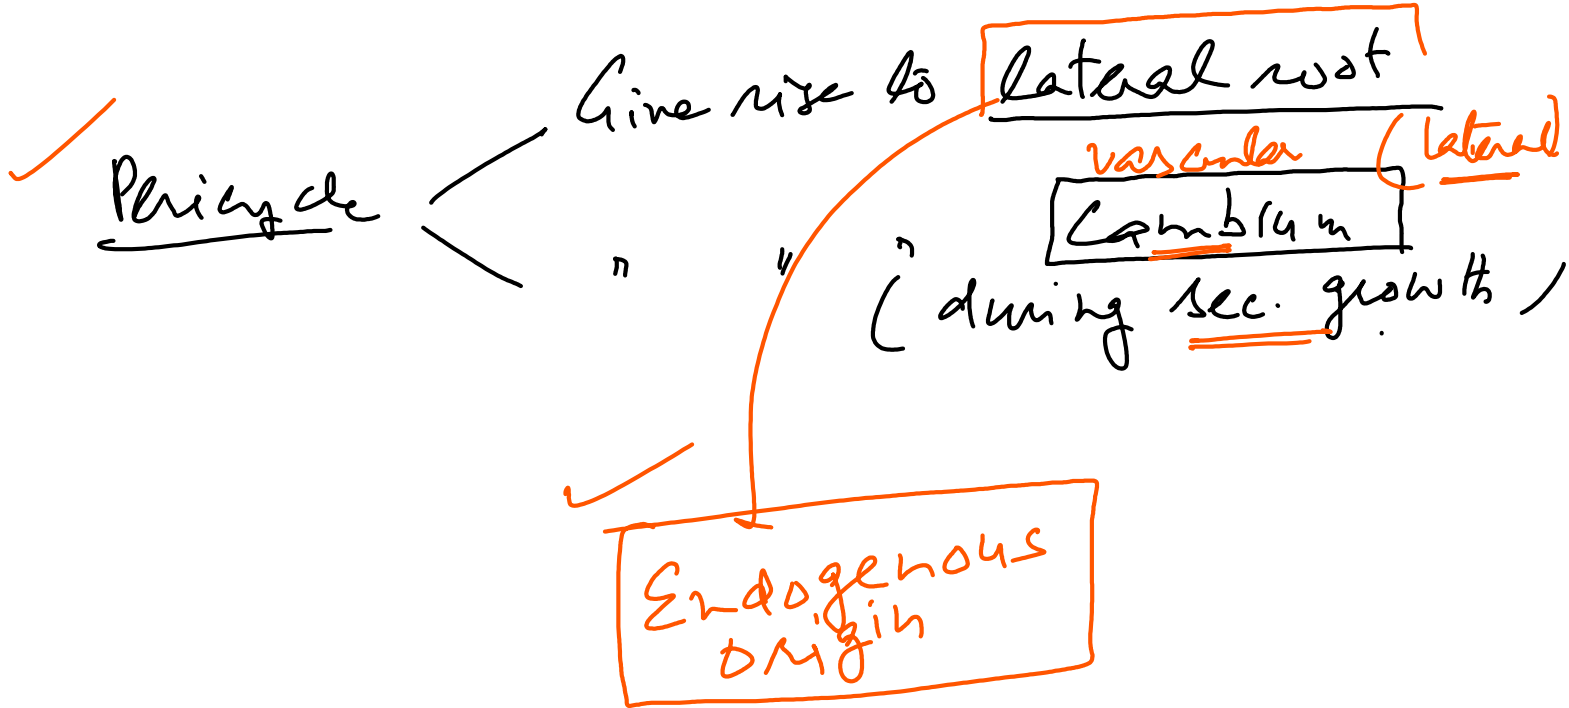 Give rise to lateral root
vascular (lateral)
Pericycle
Cambium
" " "
(during sec. growth)
Endogenous
origin